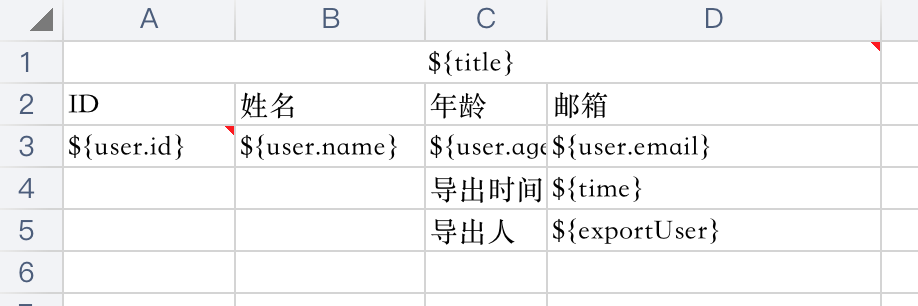 A B C D
1 ${title}
2 ID 姓名 年龄 邮箱
3 ${user.id} ${user.name} ${user.age ${user.email}
4 导出时间 ${time}
5 导出人 ${exportUser}
6